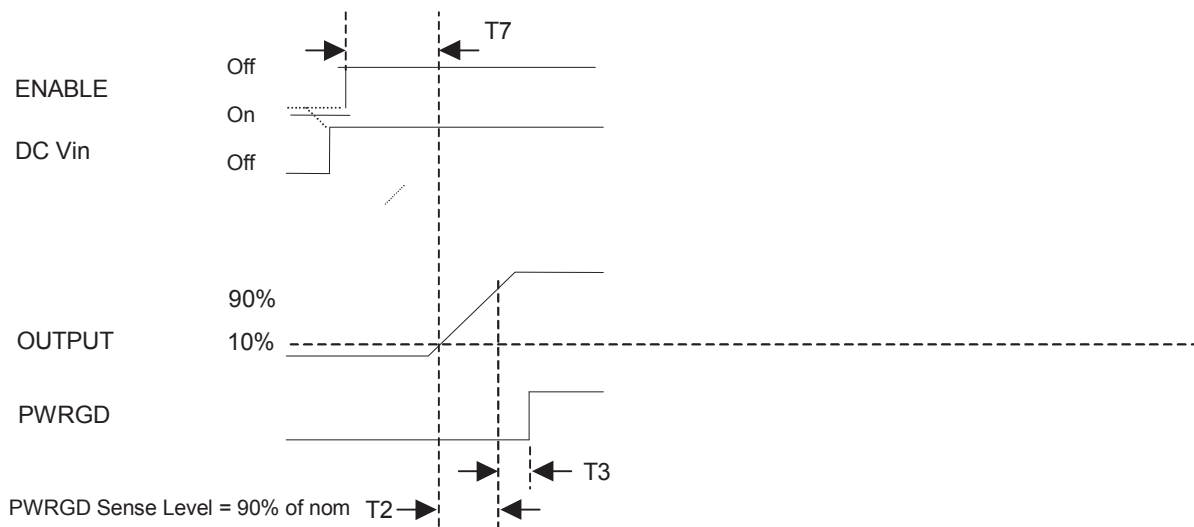 T7
Off
ENABLE
On
DC Vin
Off
90%
OUTPUT 10%
PWRGD
T3
PWRGD Sense Level = 90% of nom T2